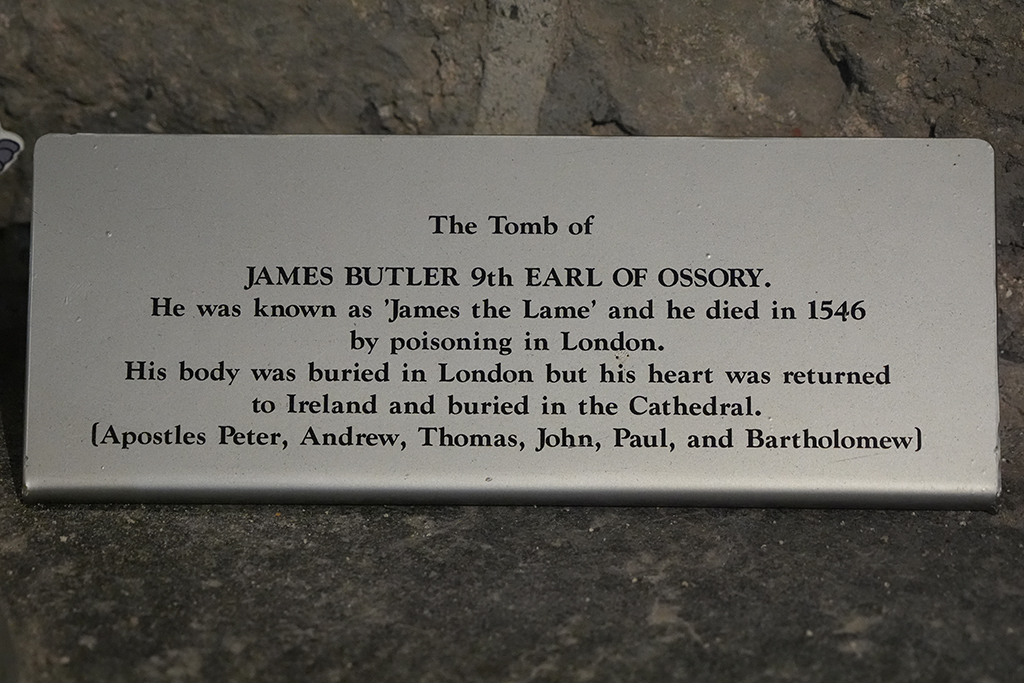 The Tomb of
JAMES BUTLER 9th EARL OF OSSORY.
He was known as 'James the Lame' and he died in 1546
by poisoning in London.
His body was buried in London but his heart was returned
to Ireland and buried in the Cathedral.
(Apostles Peter, Andrew, Thomas, John, Paul, and Bartholomew)